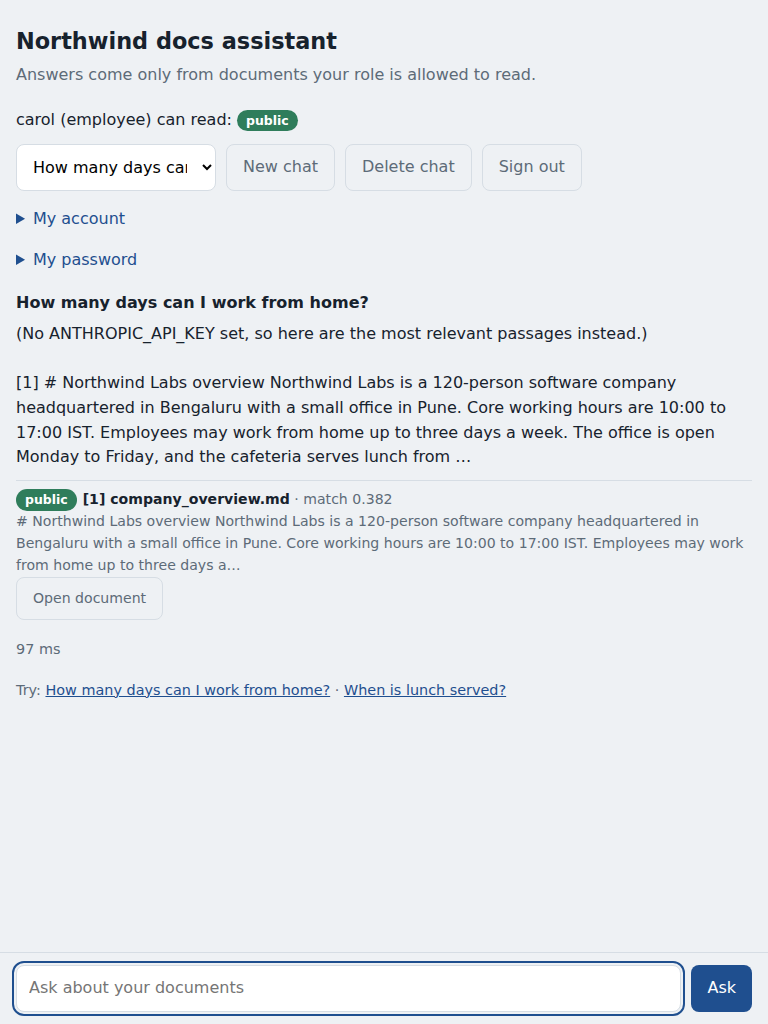 Northwind docs assistant
Answers come only from documents your role is allowed to read.
carol (employee) can read: public
How many days can
New chat
Delete chat
Sign out
My account
My password
How many days can I work from home?
(No ANTHROPIC_API_KEY set, so here are the most relevant passages instead.)
[1] # Northwind Labs overview Northwind Labs is a 120-person software company
headquartered in Bengaluru with a small office in Pune. Core working hours are 10:00 to
17:00 IST. Employees may work from home up to three days a week. The office is open
Monday to Friday, and the cafeteria serves lunch from …
public [1] company_overview.md · match 0.382
# Northwind Labs overview Northwind Labs is a 120-person software company headquartered in
Bengaluru with a small office in Pune. Core working hours are 10:00 to 17:00 IST. Employees may work
from home up to three days a…
Open document
97 ms
Try: How many days can I work from home? · When is lunch served?
Ask about your documents
Ask